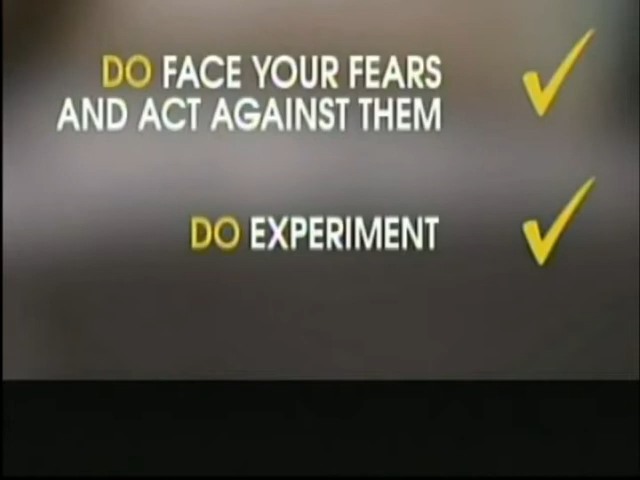 DO FACE YOUR FEARS
AND ACT AGAINST THEM
DO EXPERIMENT